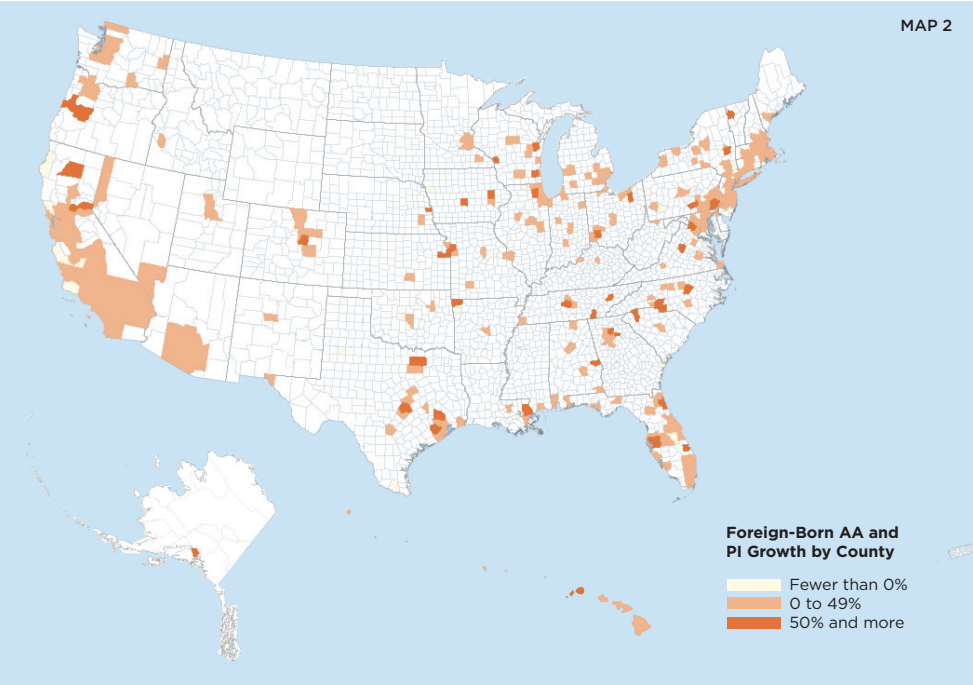 MAP 2
Foreign-Born AA and
PI Growth by County
Fewer than 0%
0 to 49%
50% and more